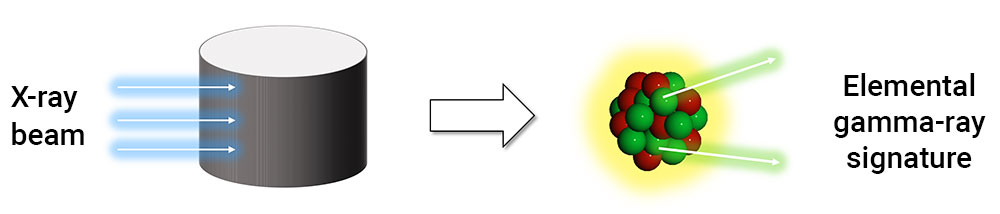 X-ray
beam
Elemental
gamma-ray
signature